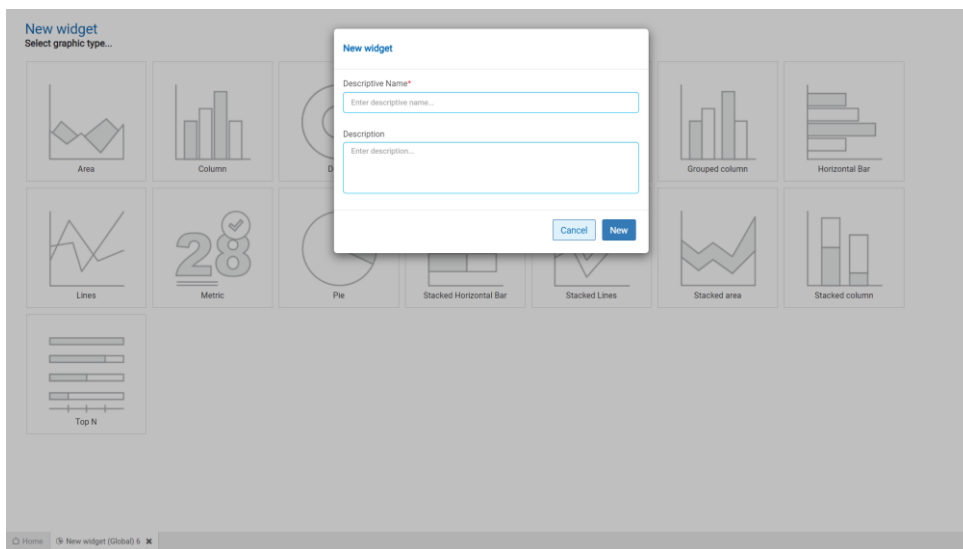 New widget
Select graphic type...
New widget
Descriptive Name*
Enter descriptive name...
Description
Enter description...
Cancel
New
Area
Column
D
Grouped column
Horizontal Bar
28
Lines
Metric
Pie
Stacked Horizontal Bar
Stacked Lines
Stacked area
Stacked column
Top N
Home
New widget (Global) 6